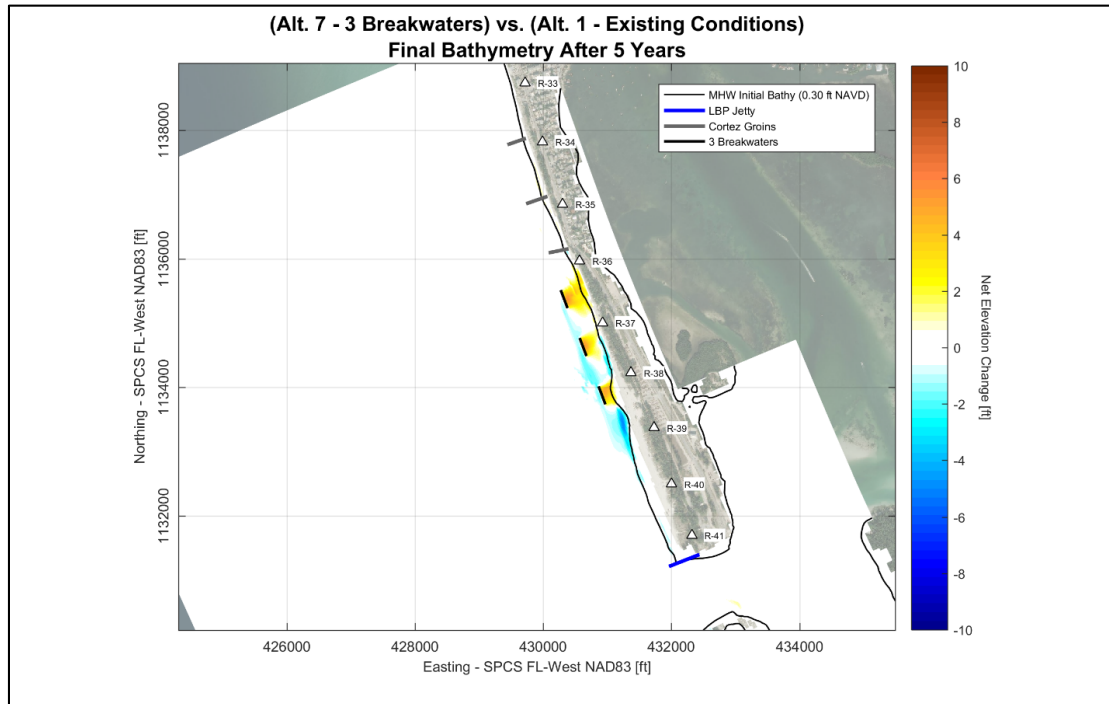 (Alt. 7 - 3 Breakwaters) vs. (Alt. 1 - Existing Conditions)
Final Bathymetry After 5 Years
MHW Initial Bathy (0.30 ft NAVD)
LBP Jetty
Cortez Groins
3 Breakwaters
R-33
R-34
R-35
R-36
R-37
R-38
R-39
R-40
R-41
Northing - SPCS FL-West NAD83 [ft]
1138000
1136000
1134000
1132000
426000
428000
430000
432000
434000
Easting - SPCS FL-West NAD83 [ft]
10
8
6
4
2
0
-2
-4
-6
-8
-10
Net Elevation Change [ft]